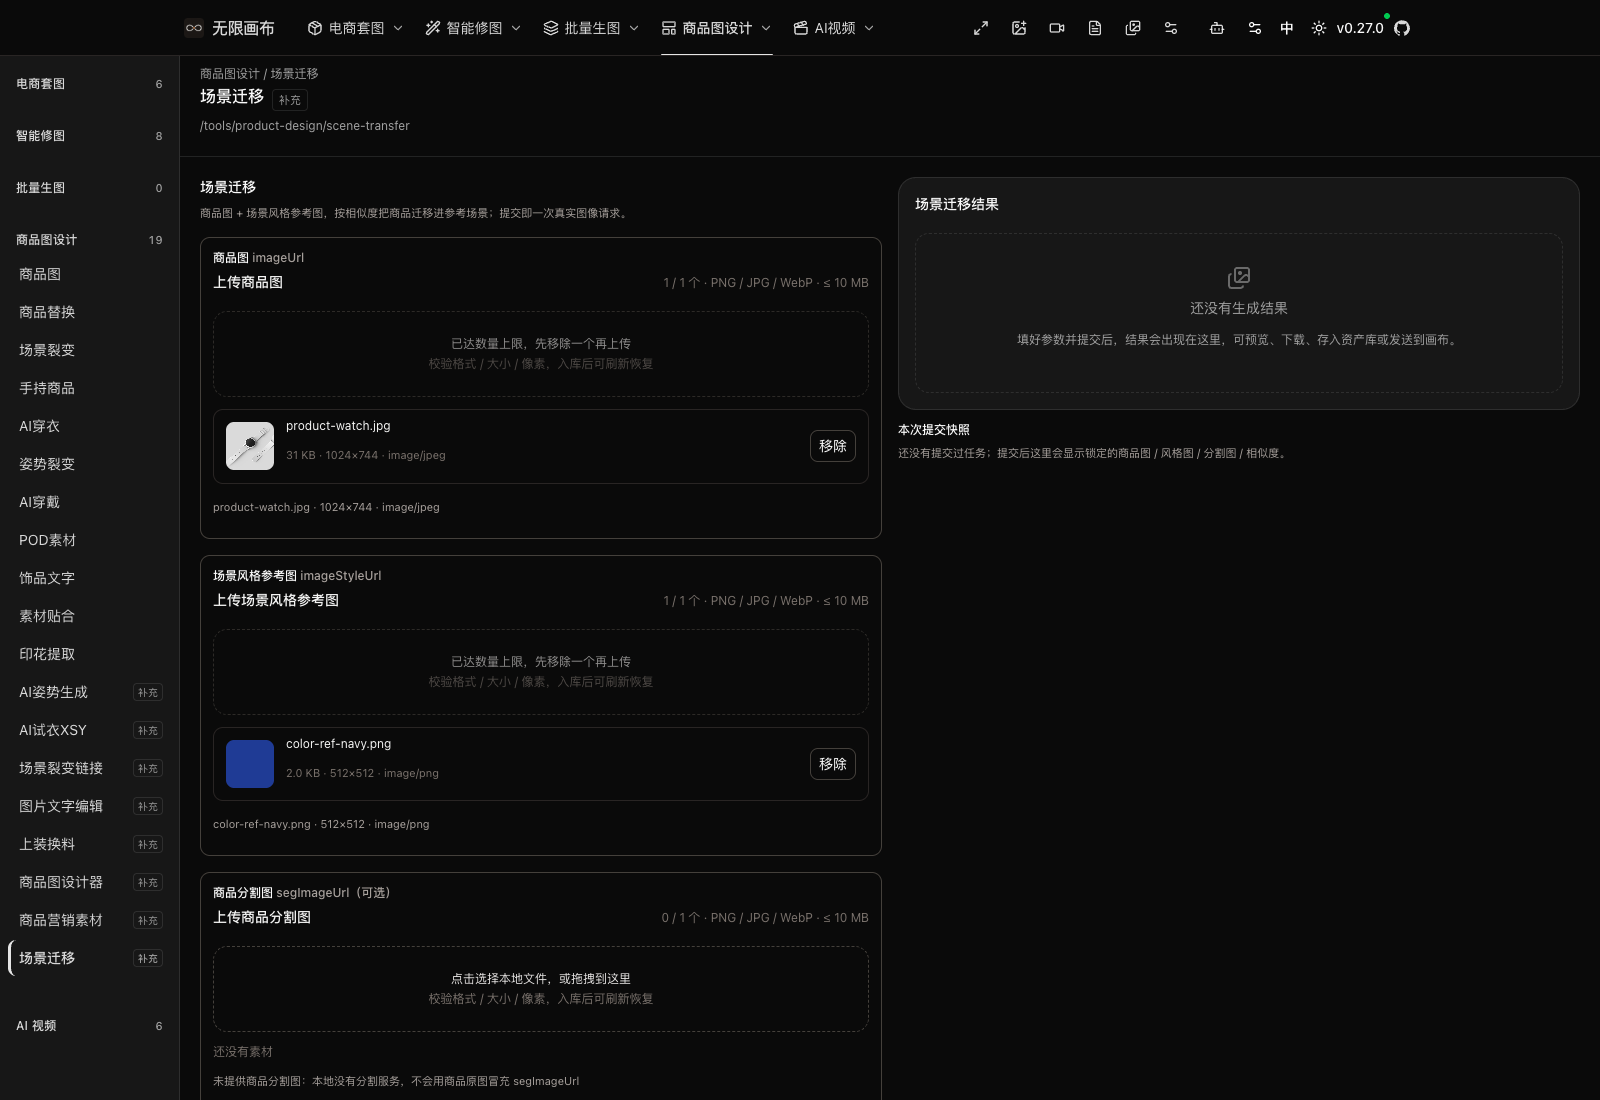 无限画布
电商套图
智能修图
批量生图
商品图设计
AI视频
中
v0.27.0
电商套图 6
智能修图 8
批量生图 0
商品图设计 19
商品图
商品替换
场景裂变
手持商品
AI穿衣
姿势裂变
AI穿戴
POD素材
饰品文字
素材贴合
印花提取
AI姿势生成 补充
AI试衣XSY 补充
场景裂变链接 补充
图片文字编辑 补充
上装换料 补充
商品图设计器 补充
商品营销素材 补充
场景迁移 补充
AI 视频 6
商品图设计 / 场景迁移
场景迁移 补充
/tools/product-design/scene-transfer
场景迁移
商品图 + 场景风格参考图，按相似度把商品迁移进参考场景；提交即一次真实图像请求。
商品图 imageUrl
上传商品图 1 / 1 个 · PNG / JPG / WebP · ≤ 10 MB
已达数量上限，先移除一个再上传
校验格式 / 大小 / 像素，入库后可刷新恢复
product-watch.jpg
31 KB · 1024×744 · image/jpeg
移除
product-watch.jpg · 1024×744 · image/jpeg
场景风格参考图 imageStyleUrl
上传场景风格参考图 1 / 1 个 · PNG / JPG / WebP · ≤ 10 MB
已达数量上限，先移除一个再上传
校验格式 / 大小 / 像素，入库后可刷新恢复
color-ref-navy.png
2.0 KB · 512×512 · image/png
移除
color-ref-navy.png · 512×512 · image/png
商品分割图 segImageUrl（可选）
上传商品分割图 0 / 1 个 · PNG / JPG / WebP · ≤ 10 MB
点击选择本地文件，或拖拽到这里
校验格式 / 大小 / 像素，入库后可刷新恢复
还没有素材
未提供商品分割图：本地没有分割服务，不会用商品原图冒充 segImageUrl
场景迁移结果
还没有生成结果
填好参数并提交后，结果会出现在这里，可预览、下载、存入资产库或发送到画布。
本次提交快照
还没有提交过任务；提交后这里会显示锁定的商品图 / 风格图 / 分割图 / 相似度。